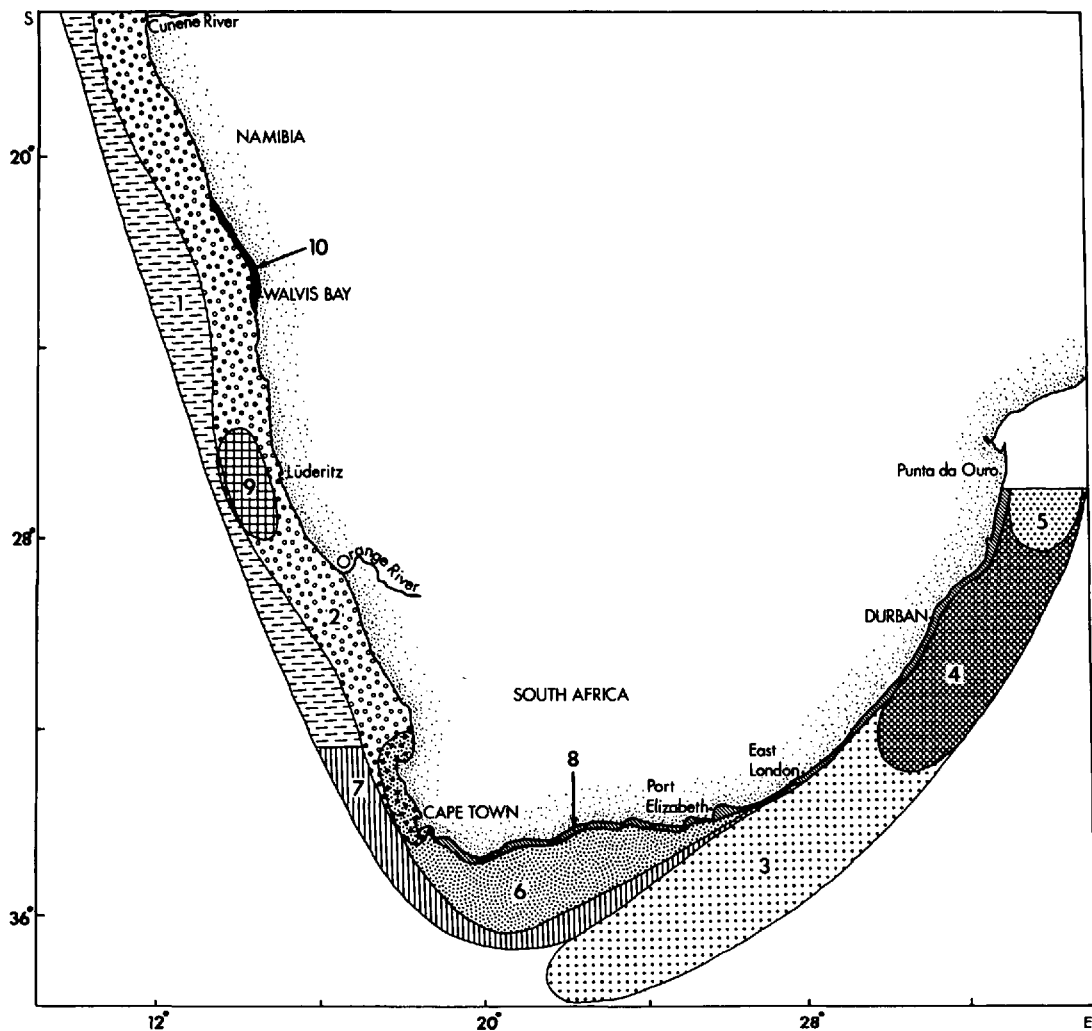 S
Cunene River
NAMIBIA
20°
10
WALVIS BAY
1
Lüderitz
9
Punta da Ouro
5
28°
Orange River
2
DURBAN
4
SOUTH AFRICA
8
East
London
7
Port
Elizabeth
CAPE TOWN
3
6
36°
12°
20°
28°
E